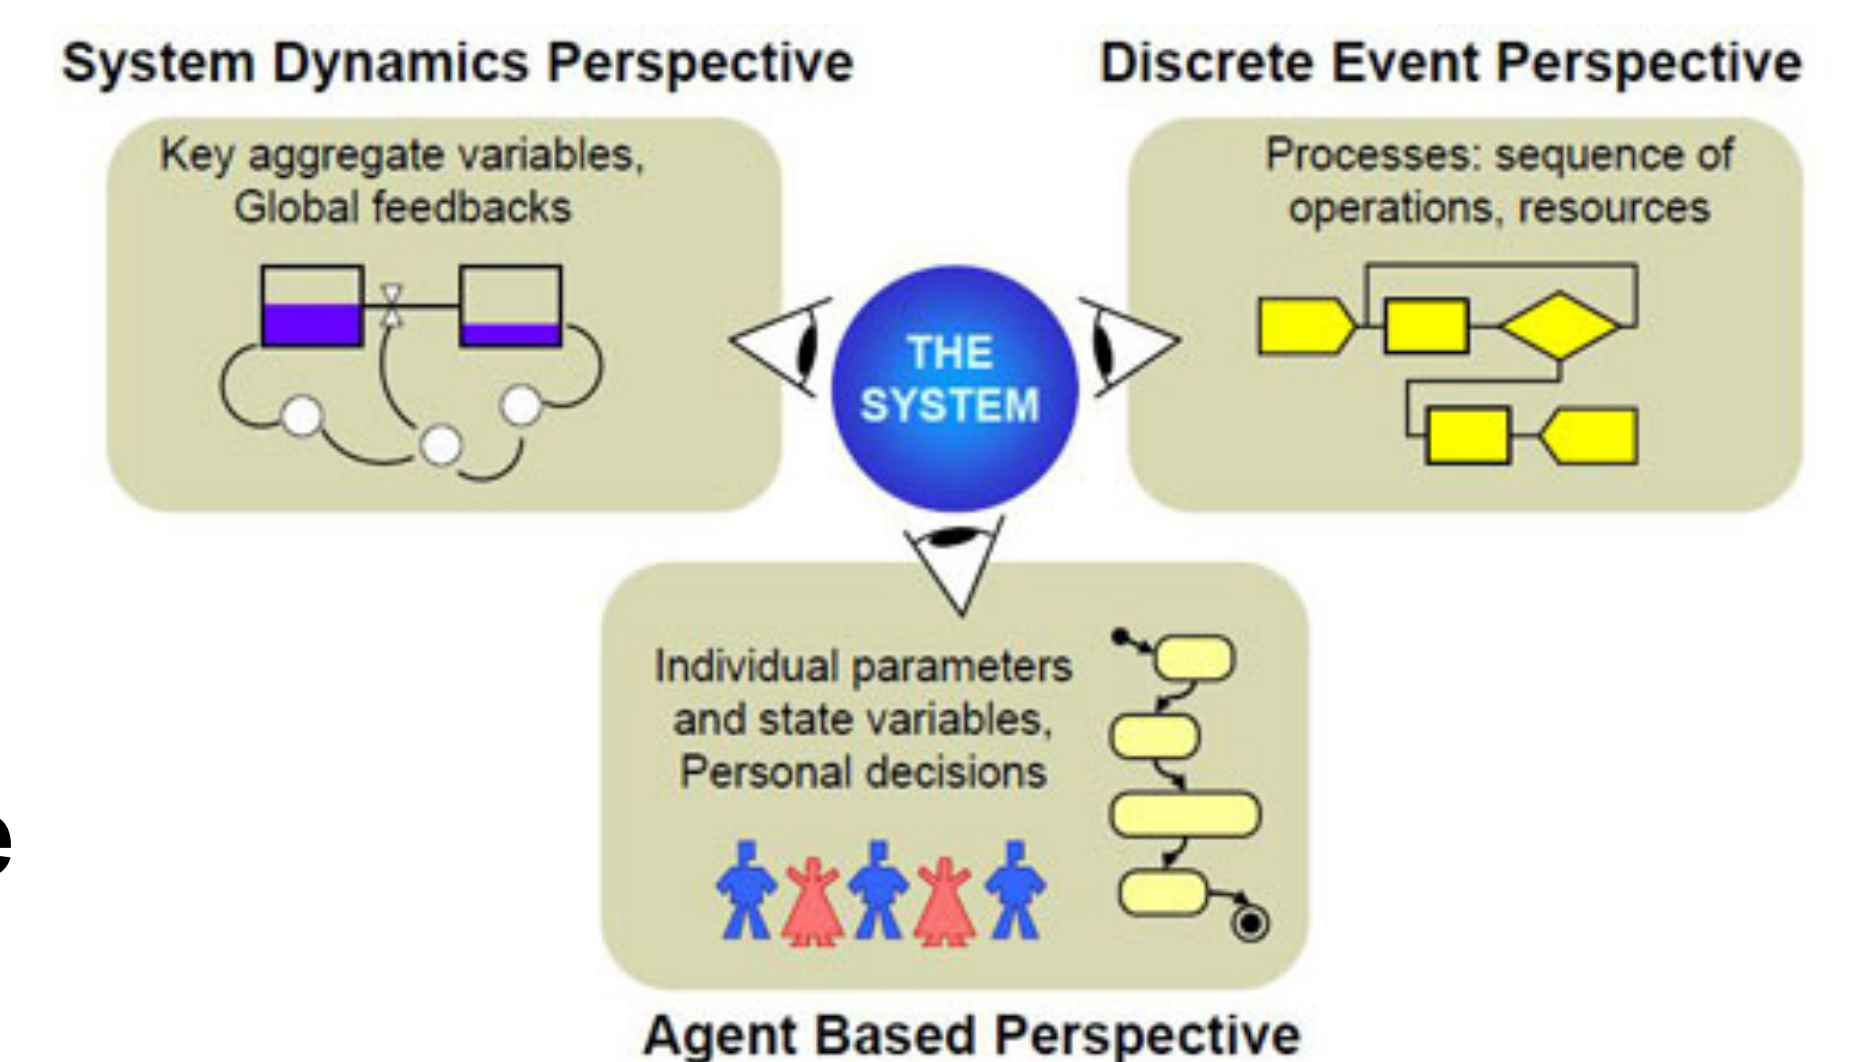 System Dynamics Perspective
Discrete Event Perspective
Key aggregate variables,
Global feedbacks
Processes: sequence of
operations, resources
THE
SYSTEM
Individual parameters
and state variables,
Personal decisions
e
Agent Based Perspective